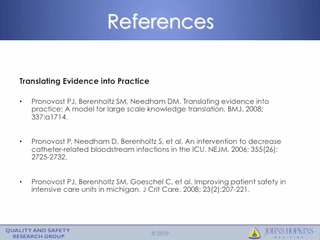 References
Translating Evidence into Practice
• Pronovost PJ, Berenholtz SM, Needham DM. Translating evidence into
practice: A model for large scale knowledge translation. BMJ. 2008;
337:a1714.
• Pronovost P, Needham D, Berenholtz S, et al. An intervention to decrease
catheter-related bloodstream infections in the ICU. NEJM. 2006; 355(26):
2725-2732.
• Pronovost PJ, Berenholtz SM, Goeschel C, et al. Improving patient safety in
intensive care units in michigan. J Crit Care. 2008; 23(2):207-221.
QUALITY AND SAFETY
RESEARCH GROUP
© 2009
JOHNS HOPKINS
MEDICINE